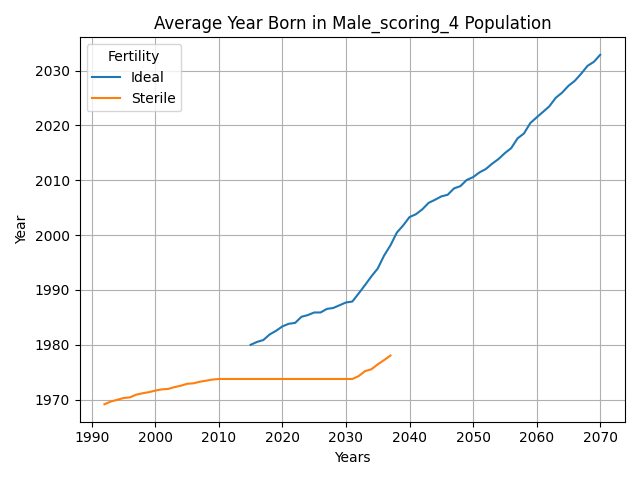 Average Year Born in Male_scoring_4 Population
Fertility
Ideal
Sterile
Year
2030
2020
2010
2000
1990
1980
1970
1990 2000 2010 2020 2030 2040 2050 2060 2070
Years